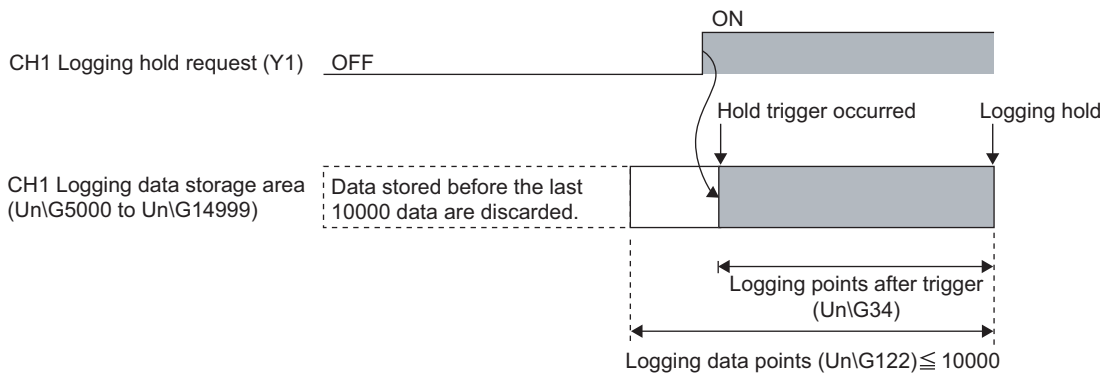 ON
CH1 Logging hold request (Y1)
OFF
Hold trigger occurred
Logging hold
CH1 Logging data storage area
(Un\G5000 to Un\G14999)
Data stored before the last
10000 data are discarded.
Logging points after trigger
(Un\G34)
Logging data points (Un\G122)≦ 10000